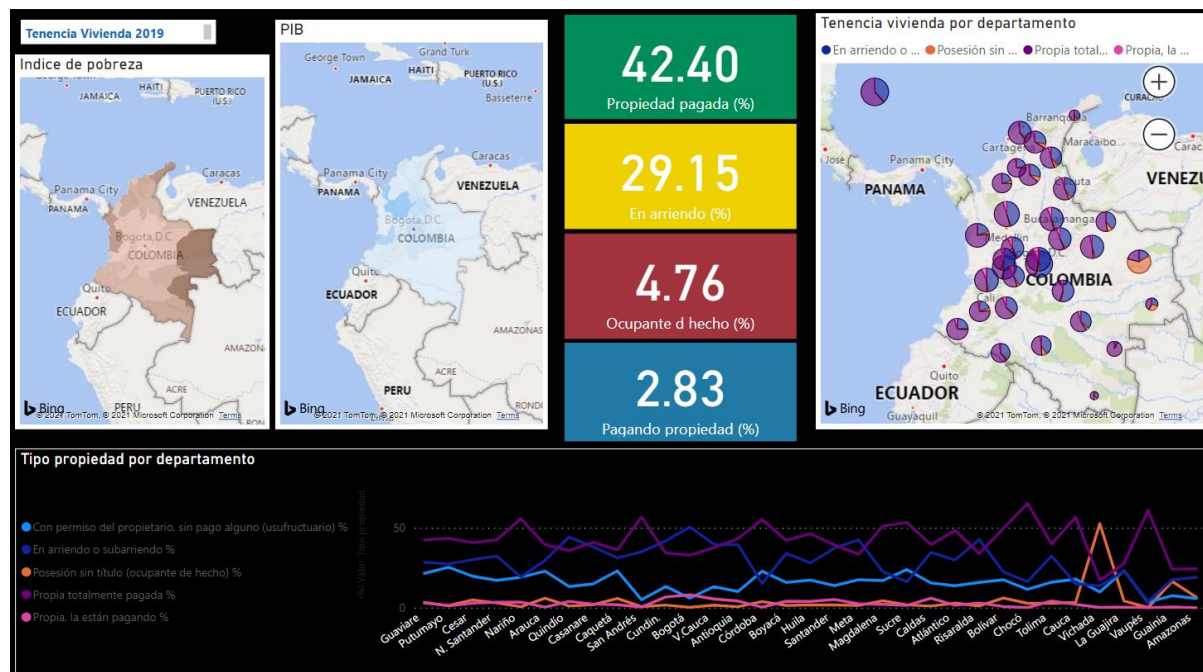 Tenencia Vivienda 2019
Indice de pobreza
George Town
HAITI
JAMAICA
PUERTO RICO
(U.S.)
Panama City
PANAMA
Caracas
VENEZUELA
Bogota D.C.
COLOMBIA
Quito
ECUADOR
AMAZON
ACRE
PERU
Bing
© 2021 TomTom, © 2021 Microsoft Corporation Terms
PIB
Grand Turk
George Town
HAITI
JAMAICA
PUERTO RICO
(U.S.)
Basseterre
Caracas
Panama City
PANAMA
VENEZUELA
Bogota D.C.
COLOMBIA
Quito
ECUADOR
AMAZONAS
ACRE
PERU
Bing
© 2021 TomTom, © 2021 Microsoft Corporation Terms
42.40
Propiedad pagada (%)
29.15
En arriendo (%)
4.76
Ocupante d hecho (%)
2.83
Pagando propiedad (%)
Tenencia vivienda por departamento
En arriendo o ... Posesión sin ... Propia total... Propia, la ...
+
−
Barranquilla
Cartagena
Maracaibo
Panama City
PANAMA
Bucaramanga
Medellin
COLOMBIA
Cali
Quito
ECUADOR
Guayaquil
Bing
© 2021 TomTom, © 2021 Microsoft Corporation Terms
Tipo propiedad por departamento
Con permiso del propietario, sin pago alguno (usufructuario) %
En arriendo o subarriendo %
Posesión sin título (ocupante de hecho) %
Propia totalmente pagada %
Propia, la están pagando %
(%) Valor Tipo propiedad
50
0
Guaviare
Putumayo
Cesar
N. Santander
Nariño
Arauca
Quindío
Casanare
Caquetá
San Andrés
Cundin.
Bogotá
V.Cauca
Antioquia
Córdoba
Boyacá
Huila
Santander
Meta
Magdalena
Sucre
Caldas
Atlántico
Risaralda
Bolívar
Chocó
Tolima
Cauca
Vichada
La Guajira
Vaupés
Guainía
Amazonas